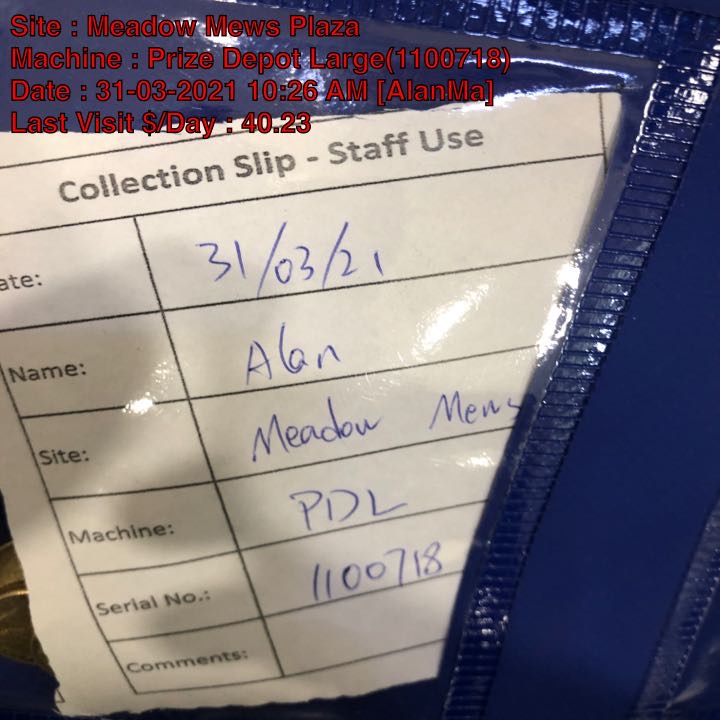 Site : Meadow Mews Plaza
Machine : Prize Depot Large(1100718)
Date : 31-03-2021 10:26 AM [AlanMa]
Last Visit $/Day : 40.23
Collection Slip - Staff Use
ate: 31/03/21
Name: Alan
Site: Meadow Mews
Machine: PDL
Serial No.: 1100718
Comments: